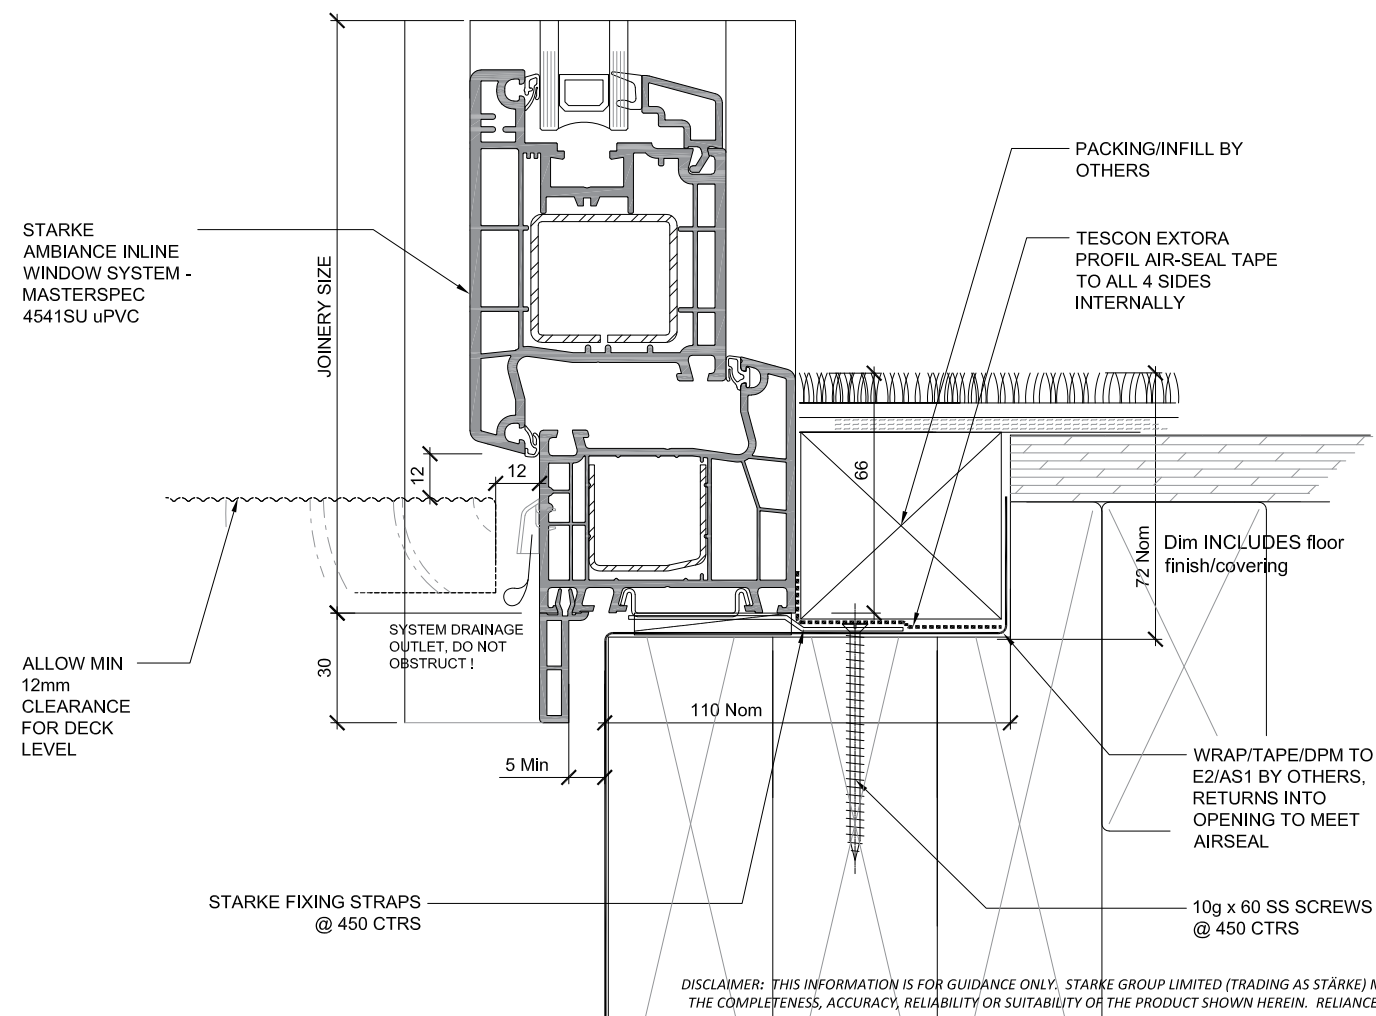 PACKING/INFILL BY
OTHERS
STARKE
AMBIANCE INLINE
WINDOW SYSTEM -
MASTERSPEC
4541SU uPVC
TESCON EXTORA
PROFIL AIR-SEAL TAPE
TO ALL 4 SIDES
INTERNALLY
JOINERY SIZE
12
12
66
72 Nom
Dim INCLUDES floor
finish/covering
SYSTEM DRAINAGE
OUTLET, DO NOT
OBSTRUCT !
30
ALLOW MIN
12mm
CLEARANCE
FOR DECK
LEVEL
110 Nom
5 Min
WRAP/TAPE/DPM TO
E2/AS1 BY OTHERS,
RETURNS INTO
OPENING TO MEET
AIRSEAL
STARKE FIXING STRAPS
@ 450 CTRS
10g x 60 SS SCREWS
@ 450 CTRS
DISCLAIMER: THIS INFORMATION IS FOR GUIDANCE ONLY. STARKE GROUP LIMITED (TRADING AS STÄRKE)
THE COMPLETENESS, ACCURACY, RELIABILITY OR SUITABILITY OF THE PRODUCT SHOWN HEREIN. RELIANCE